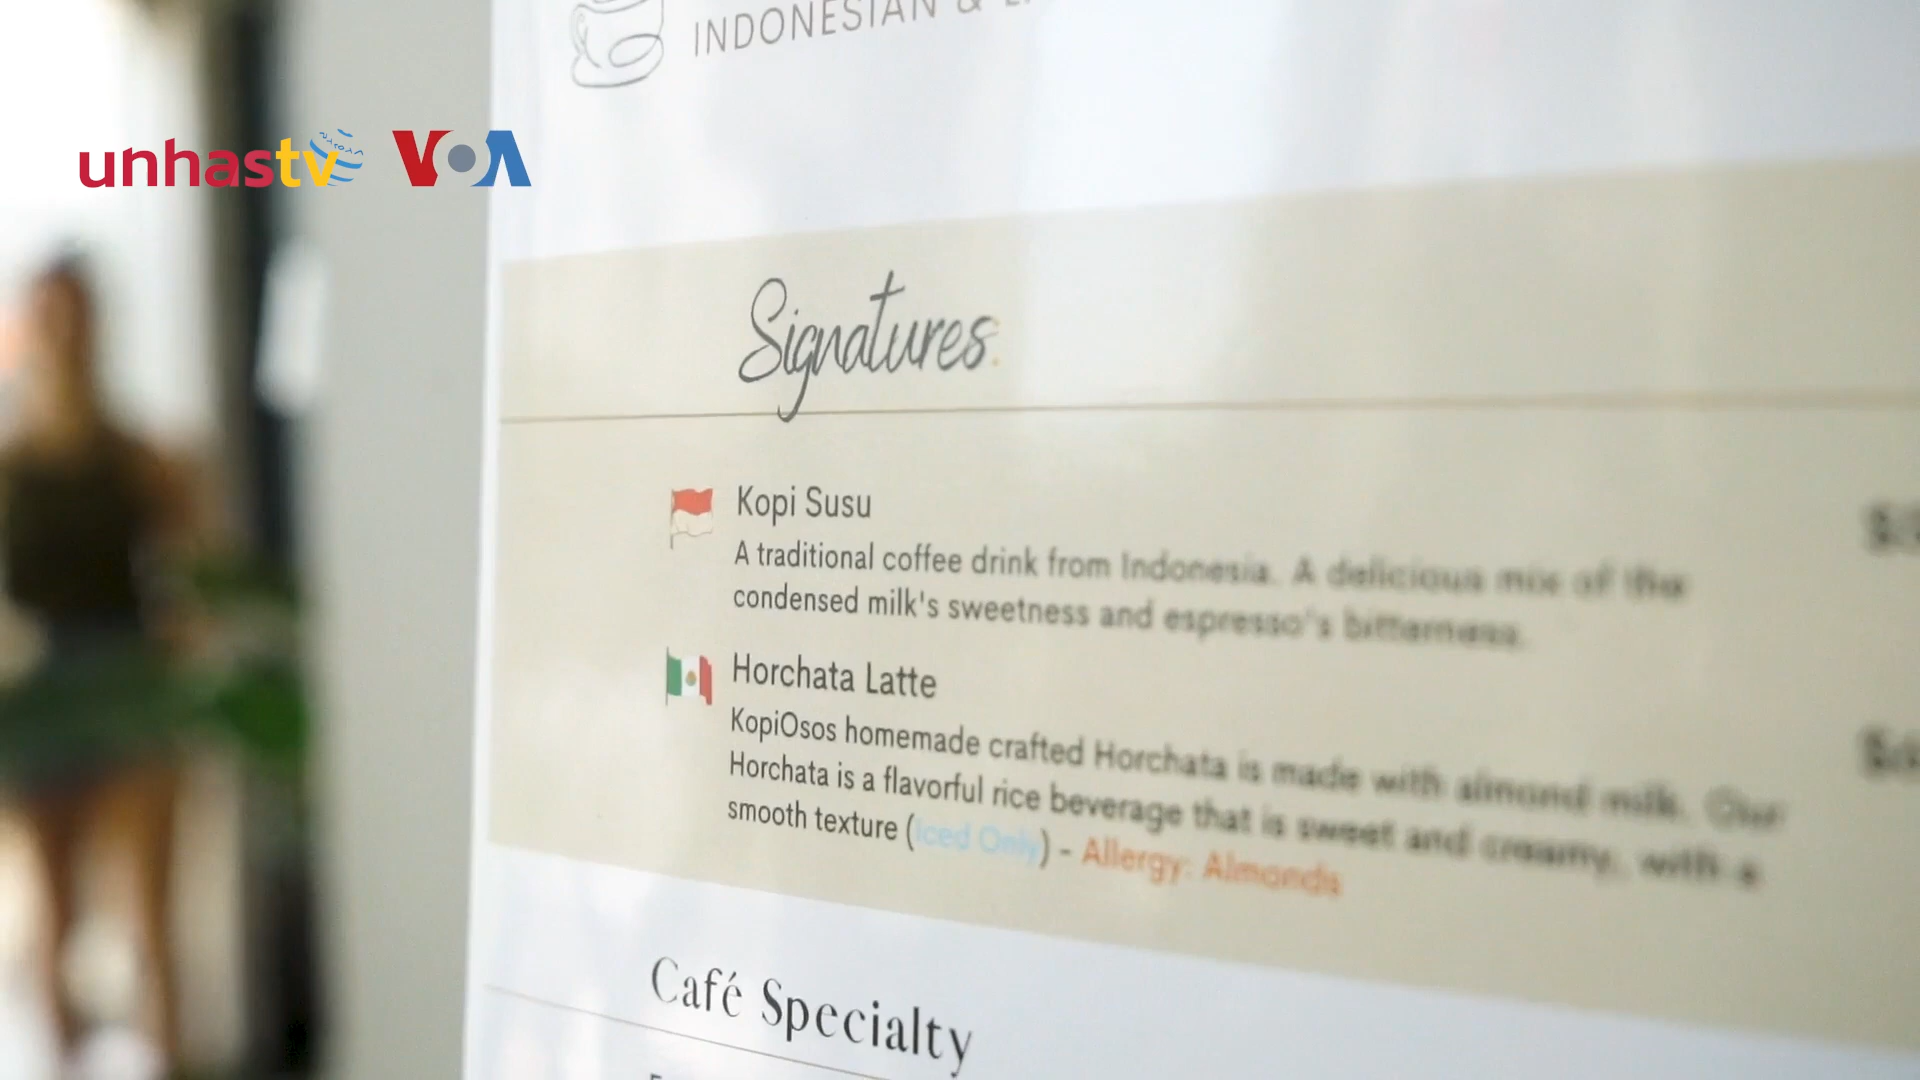 INDONESIAN &
unhastv VOA
Signatures
Kopi Susu
A traditional coffee drink from Indonesia. A delicious mix of the
condensed milk's sweetness and espresso's bitterness.
Horchata Latte
KopiOsos homemade crafted Horchata is made with almond milk. Our
Horchata is a flavorful rice beverage that is sweet and creamy, with a
smooth texture (Iced Only) - Allergy: Almonds
Café Specialty